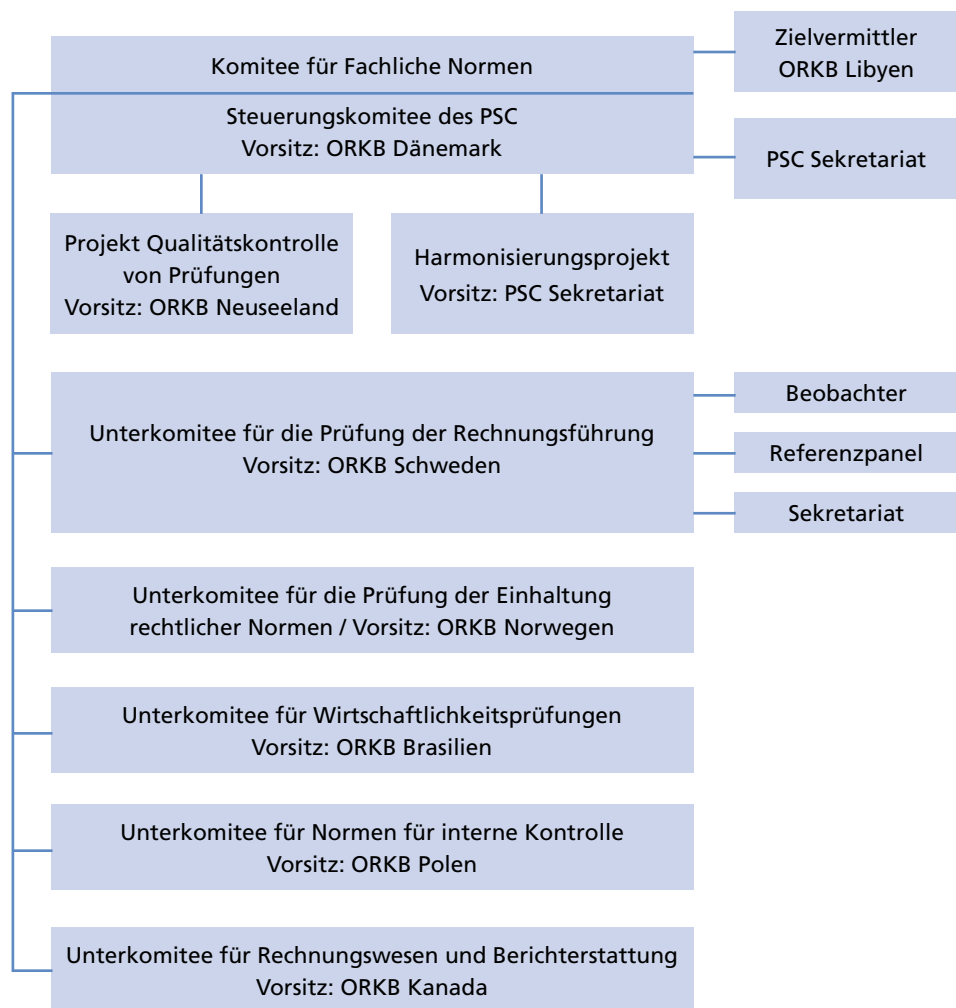 Komitee für Fachliche Normen
Steuerungskomitee des PSC
Vorsitz: ORKB Dänemark
Zielvermittler
ORKB Libyen
PSC Sekretariat
Projekt Qualitätskontrolle
von Prüfungen
Vorsitz: ORKB Neuseeland
Harmonisierungsprojekt
Vorsitz: PSC Sekretariat
Unterkomitee für die Prüfung der Rechnungsführung
Vorsitz: ORKB Schweden
Beobachter
Referenzpanel
Sekretariat
Unterkomitee für die Prüfung der Einhaltung
rechtlicher Normen / Vorsitz: ORKB Norwegen
Unterkomitee für Wirtschaftlichkeitsprüfungen
Vorsitz: ORKB Brasilien
Unterkomitee für Normen für interne Kontrolle
Vorsitz: ORKB Polen
Unterkomitee für Rechnungswesen und Berichterstattung
Vorsitz: ORKB Kanada